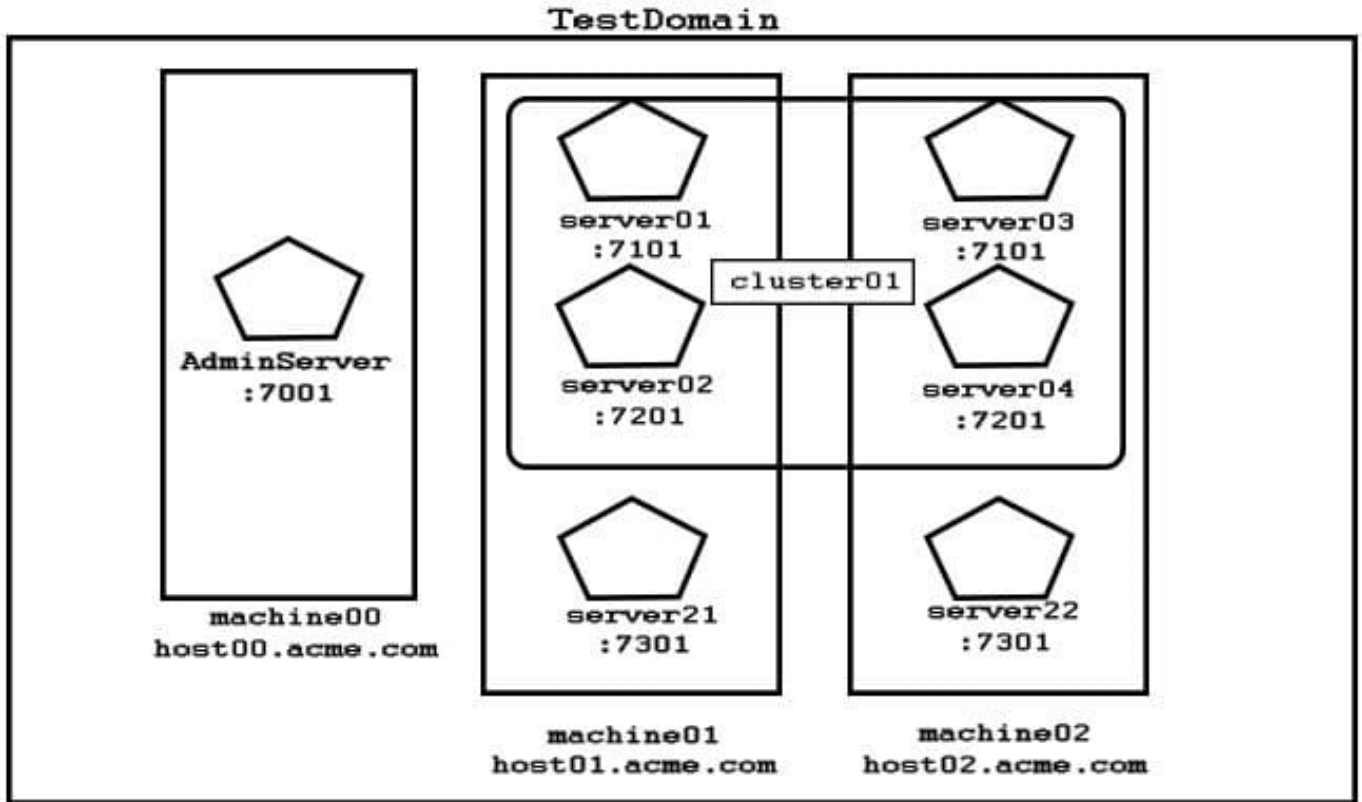 TestDomain
AdminServer
:7001
machine00
host00.acme.com
server01
:7101
server02
:7201
server21
:7301
machine01
host01.acme.com
cluster01
server03
:7101
server04
:7201
server22
:7301
machine02
host02.acme.com